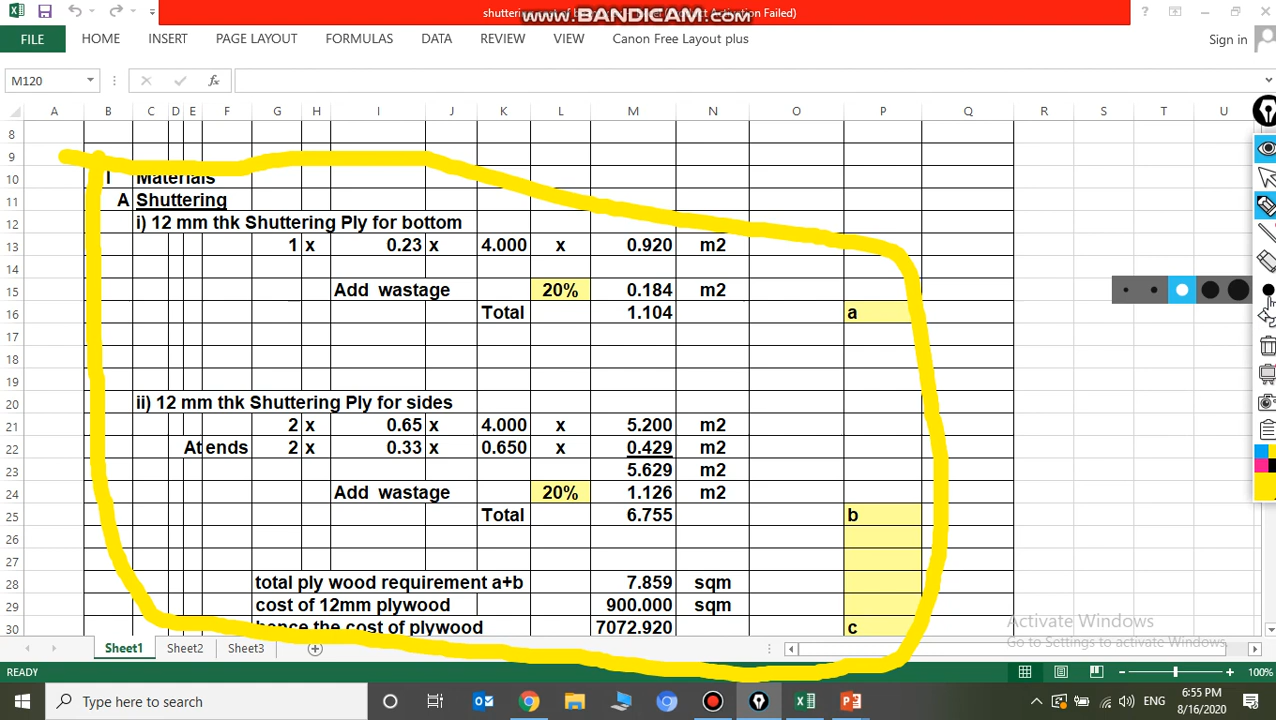 shuttering
www.BANDICAM.com
Activation Failed)
FILE HOME INSERT PAGE LAYOUT FORMULAS DATA REVIEW VIEW Canon Free Layout plus Sign in
M120
A B C D E F G H I J K L M N O P Q R S T U
8
9
10 I Materials
11 A Shuttering
12 i) 12 mm thk Shuttering Ply for bottom
13 1 x 0.23 x 4.000 x 0.920 m2
14
15 Add wastage 20% 0.184 m2
16 Total 1.104 a
17
18
19
20 ii) 12 mm thk Shuttering Ply for sides
21 2 x 0.65 x 4.000 x 5.200 m2
22 At ends 2 x 0.33 x 0.650 x 0.429 m2
23 5.629 m2
24 Add wastage 20% 1.126 m2
25 Total 6.755 b
26
27
28 total ply wood requirement a+b 7.859 sqm
29 cost of 12mm plywood 900.000 sqm
30 hence the cost of plywood 7072.920 c
Activate Windows
Go to Settings to activate Windows.
Sheet1 Sheet2 Sheet3
READY 100%
Type here to search
ENG
6:55 PM
8/16/2020